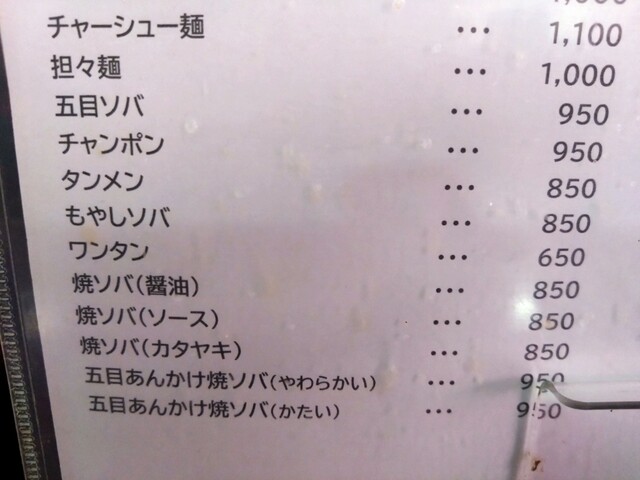 チャーシュー麺 … 1,100
担々麺 … 1,000
五目ソバ … 950
チャンポン … 950
タンメン … 850
もやしソバ … 850
ワンタン … 650
焼ソバ(醤油) … 850
焼ソバ(ソース) … 850
焼ソバ(カタヤキ) … 850
五目あんかけ焼ソバ(やわらかい) … 950
五目あんかけ焼ソバ(かたい) … 950